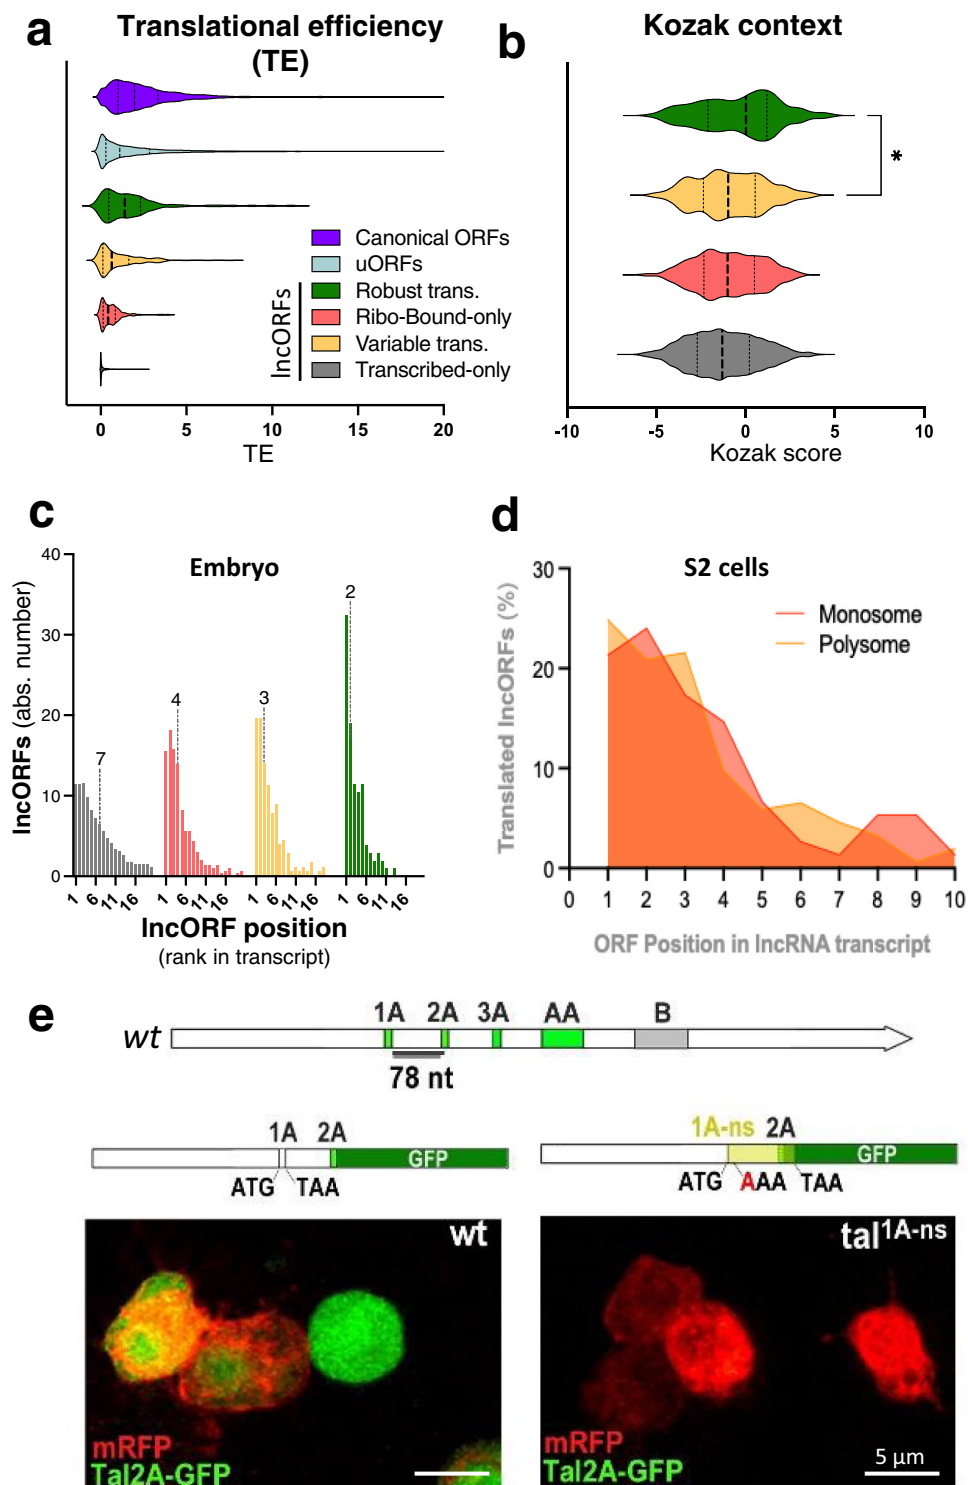 a
Translational efficiency
(TE)
Canonical ORFs
uORFs
lncORFs
Robust trans.
Ribo-Bound-only
Variable trans.
Transcribed-only
0 5 10 15 20
TE
b
Kozak context
*
-10 -5 0 5 10
Kozak score
c
Embryo
lncORFs (abs. number)
40
30
20
10
0
7 4 3 2
1 6 11 16 1 6 11 16 1 6 11 16 1 6 11 16
lncORF position
(rank in transcript)
d
S2 cells
Translated lncORFs (%)
30
20
10
0
Monosome
Polysome
0 1 2 3 4 5 6 7 8 9 10
ORF Position in lncRNA transcript
e
wt
1A 2A 3A AA B
78 nt
1A 2A
GFP
ATG TAA
1A-ns 2A
GFP
ATG AAA TAA
wt
mRFP
Tal2A-GFP
tal1A-ns
mRFP
Tal2A-GFP
5 µm